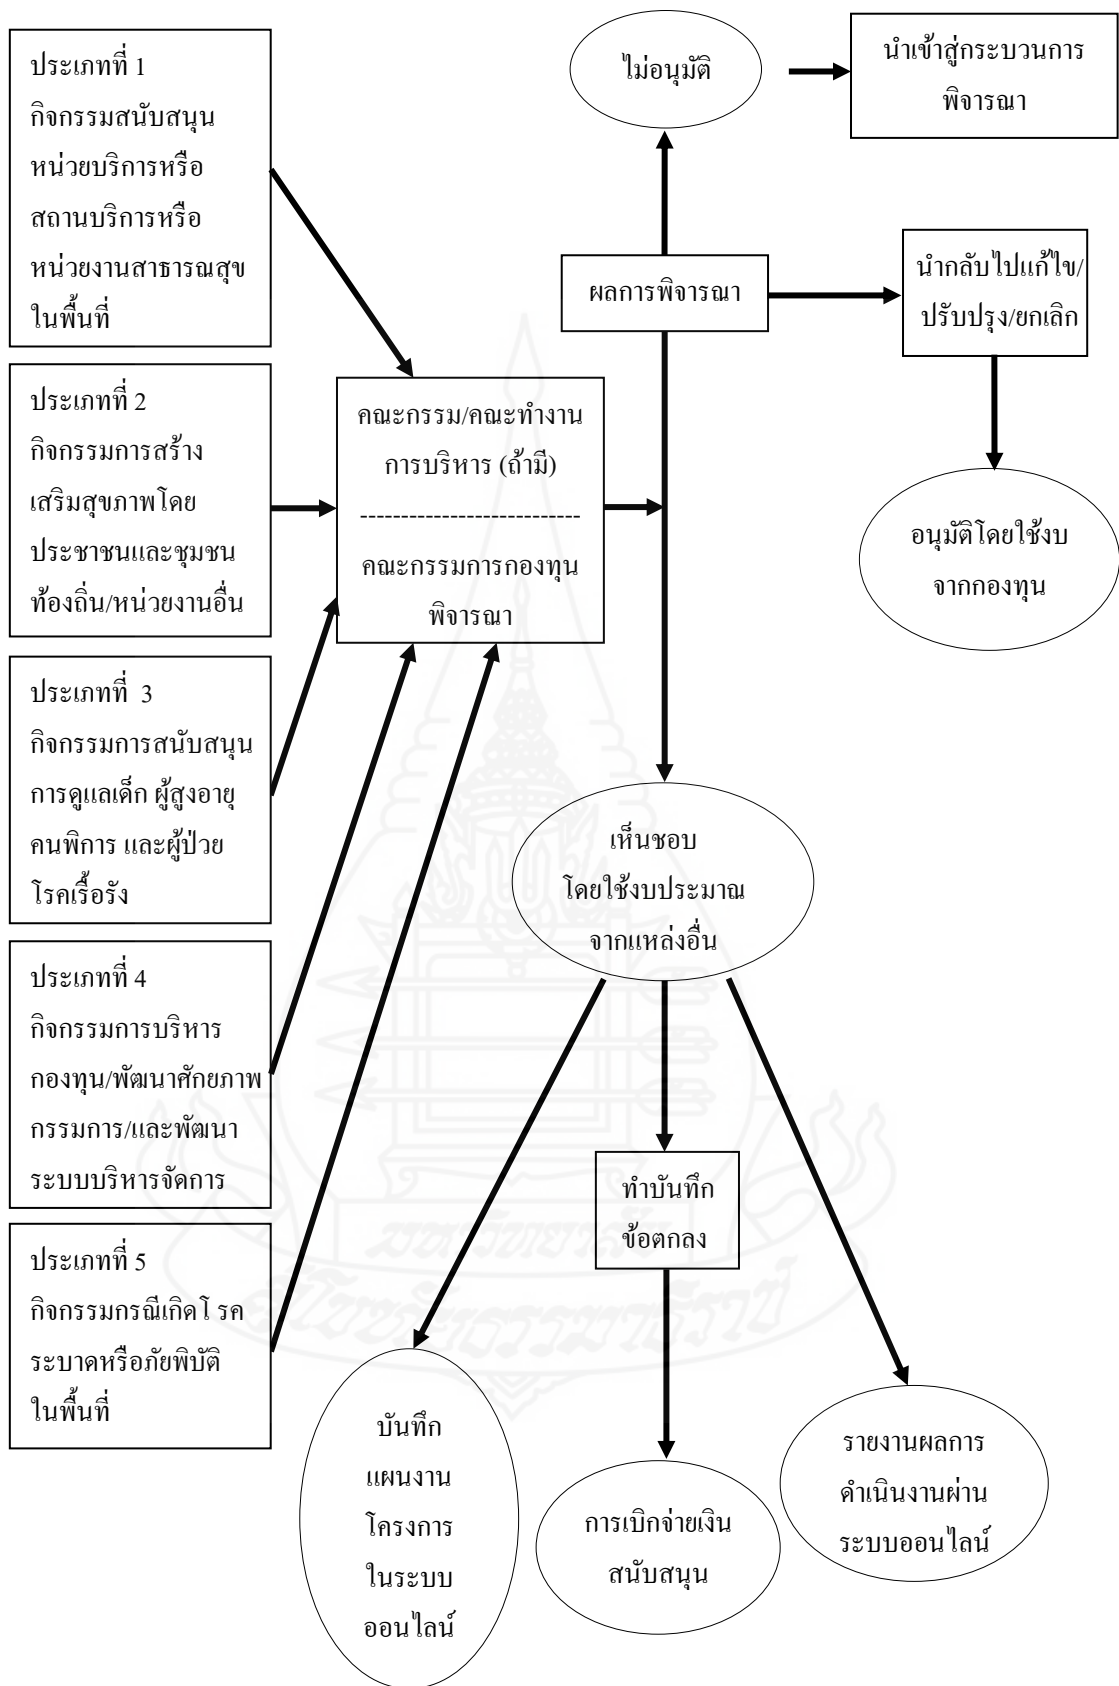 ประเภทที่ 1
กิจกรรมสนับสนุน
หน่วยบริการหรือ
สถานบริการหรือ
หน่วยงานสาธารณสุข
ในพื้นที่
ประเภทที่ 2
กิจกรรมการสร้าง
เสริมสุขภาพโดย
ประชาชนและชุมชน
ท้องถิ่น/หน่วยงานอื่น
ประเภทที่ 3
กิจกรรมการสนับสนุน
การดูแลเด็ก ผู้สูงอายุ
คนพิการ และผู้ป่วย
โรคเรื้อรัง
ประเภทที่ 4
กิจกรรมการบริหาร
กองทุน/พัฒนาศักยภาพ
กรรมการ/และพัฒนา
ระบบบริหารจัดการ
ประเภทที่ 5
กิจกรรมกรณีเกิดโรค
ระบาดหรือภัยพิบัติ
ในพื้นที่
คณะกรรม/คณะทำงาน
การบริหาร (ถ้ามี)
---------------------------
คณะกรรมการกองทุน
พิจารณา
ไม่อนุมัติ
นำเข้าสู่กระบวนการ
พิจารณา
ผลการพิจารณา
นำกลับไปแก้ไข/
ปรับปรุง/ยกเลิก
อนุมัติโดยใช้งบ
จากกองทุน
เห็นชอบ
โดยใช้งบประมาณ
จากแหล่งอื่น
ทำบันทึก
ข้อตกลง
บันทึก
แผนงาน
โครงการ
ในระบบ
ออนไลน์
การเบิกจ่ายเงิน
สนับสนุน
รายงานผลการ
ดำเนินงานผ่าน
ระบบออนไลน์
มหาวิทยาลัย
สุโขทัยธรรมาธิราช